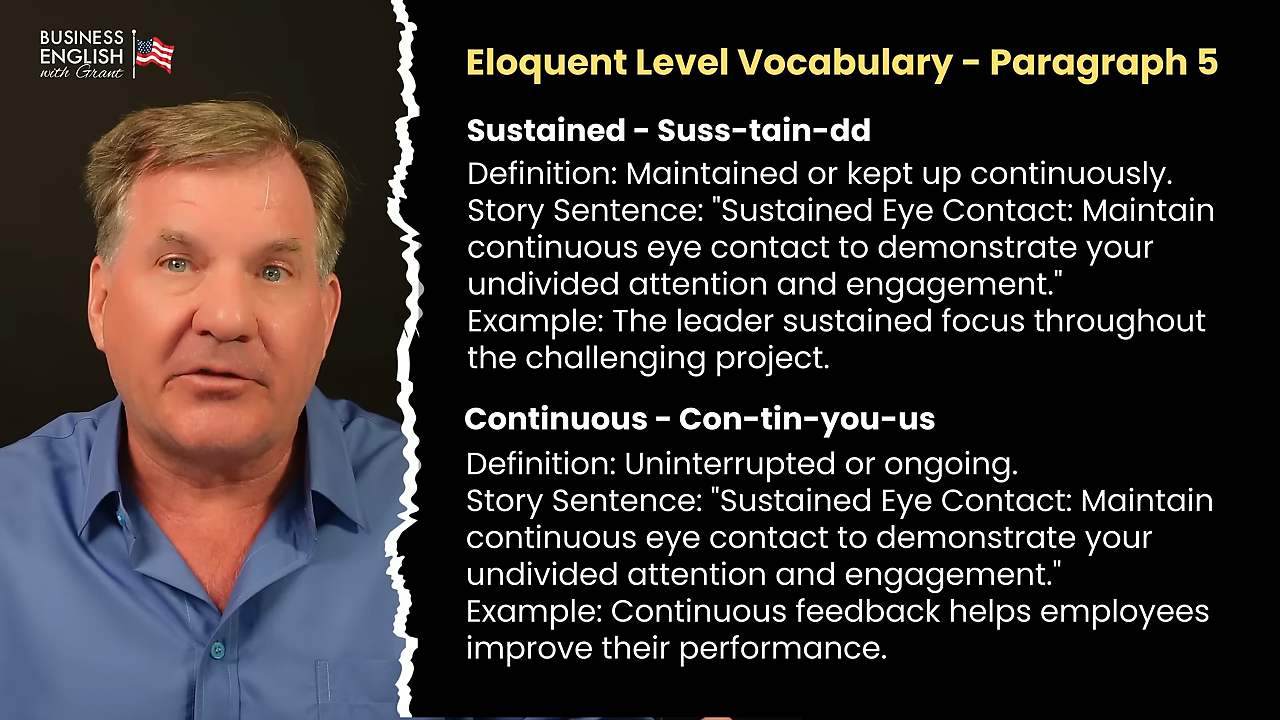 BUSINESS
ENGLISH
with Grant
Eloquent Level Vocabulary - Paragraph 5
Sustained - Suss-tain-dd
Definition: Maintained or kept up continuously.
Story Sentence: "Sustained Eye Contact: Maintain
continuous eye contact to demonstrate your
undivided attention and engagement."
Example: The leader sustained focus throughout
the challenging project.
Continuous - Con-tin-you-us
Definition: Uninterrupted or ongoing.
Story Sentence: "Sustained Eye Contact: Maintain
continuous eye contact to demonstrate your
undivided attention and engagement."
Example: Continuous feedback helps employees
improve their performance.